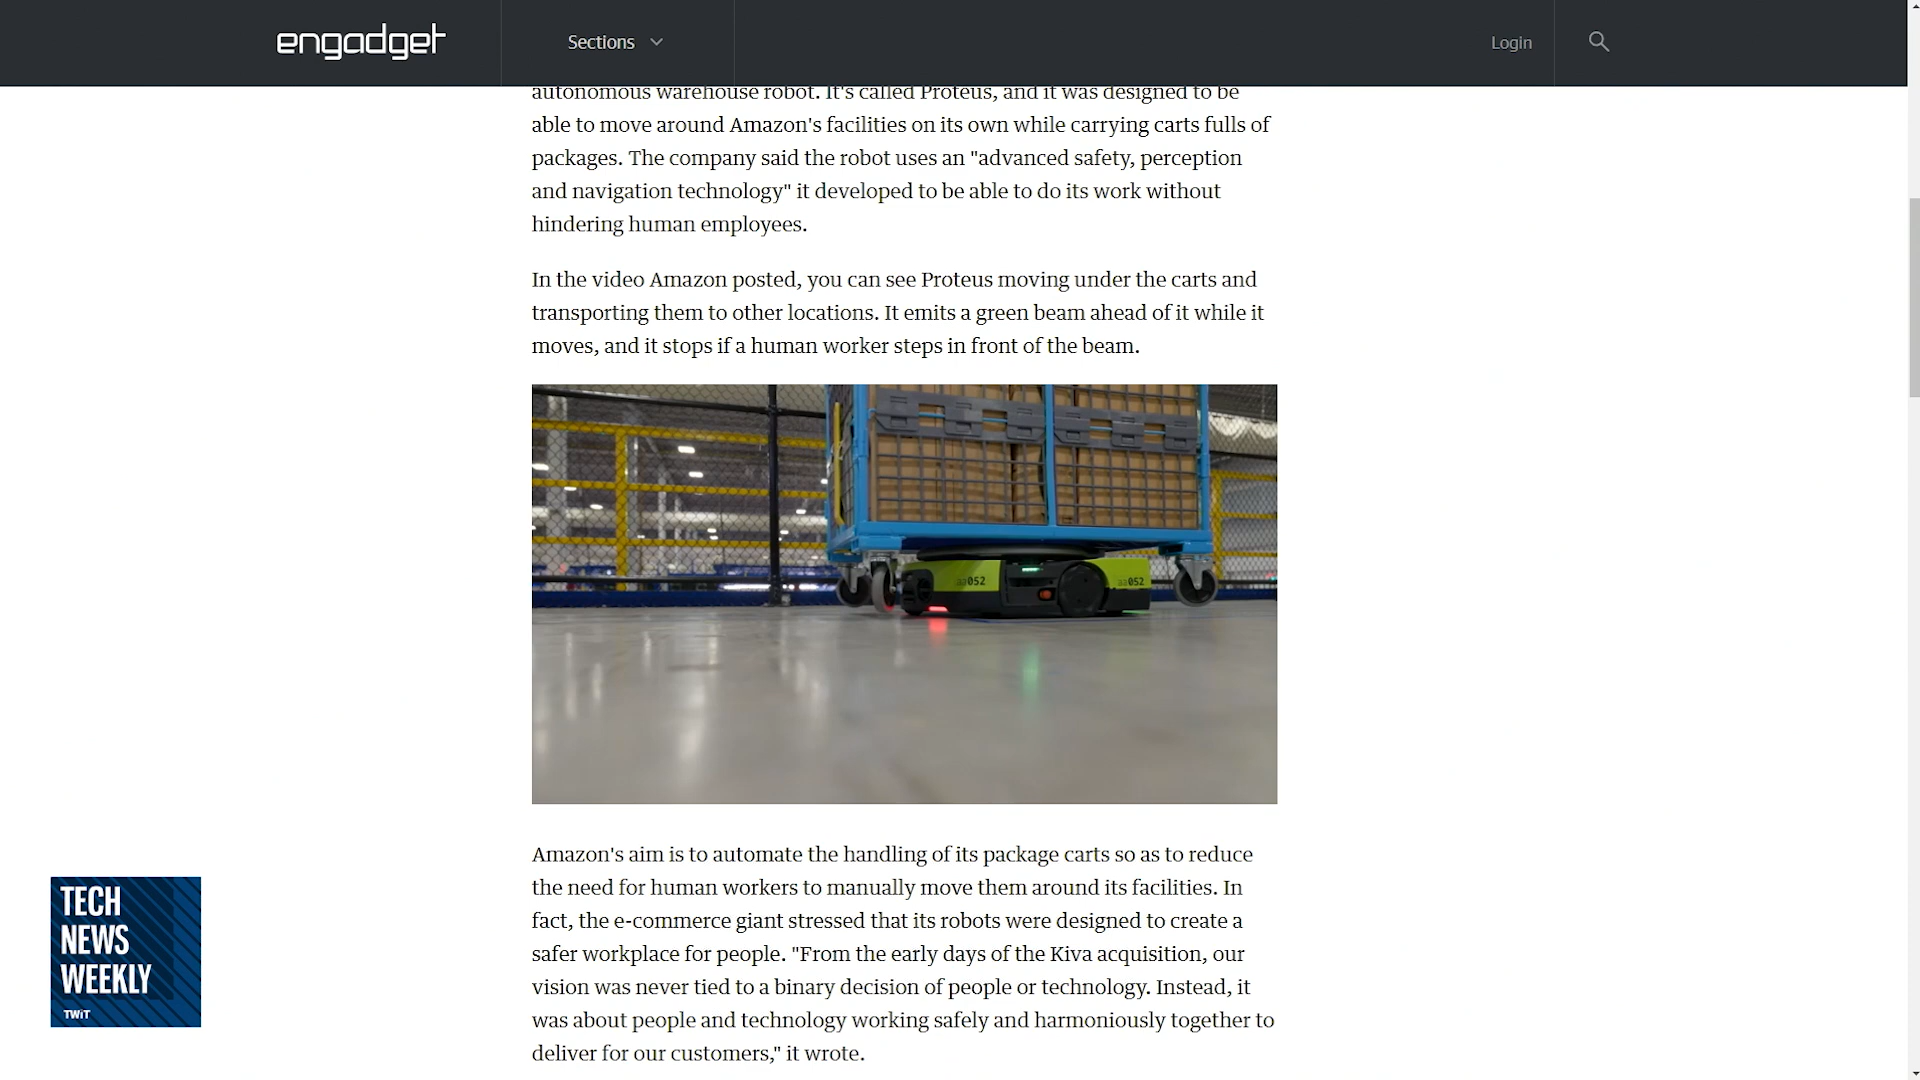 engadget
Sections
Login
autonomous warehouse robot. It's called Proteus, and it was designed to be
able to move around Amazon's facilities on its own while carrying carts fulls of
packages. The company said the robot uses an "advanced safety, perception
and navigation technology" it developed to be able to do its work without
hindering human employees.
In the video Amazon posted, you can see Proteus moving under the carts and
transporting them to other locations. It emits a green beam ahead of it while it
moves, and it stops if a human worker steps in front of the beam.
aa052
aa052
Amazon's aim is to automate the handling of its package carts so as to reduce
the need for human workers to manually move them around its facilities. In
fact, the e-commerce giant stressed that its robots were designed to create a
safer workplace for people. "From the early days of the Kiva acquisition, our
vision was never tied to a binary decision of people or technology. Instead, it
was about people and technology working safely and harmoniously together to
deliver for our customers," it wrote.
TECH
NEWS
WEEKLY
TWiT